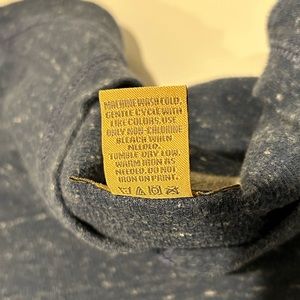 MACHINE WASH COLD.
GENTLE CYCLE WITH
LIKE COLORS. USE
ONLY NON-CHLORINE
BLEACH WHEN
NEEDED.
TUMBLE DRY LOW.
WARM IRON AS
NEEDED. DO NOT
IRON ON PRINT.